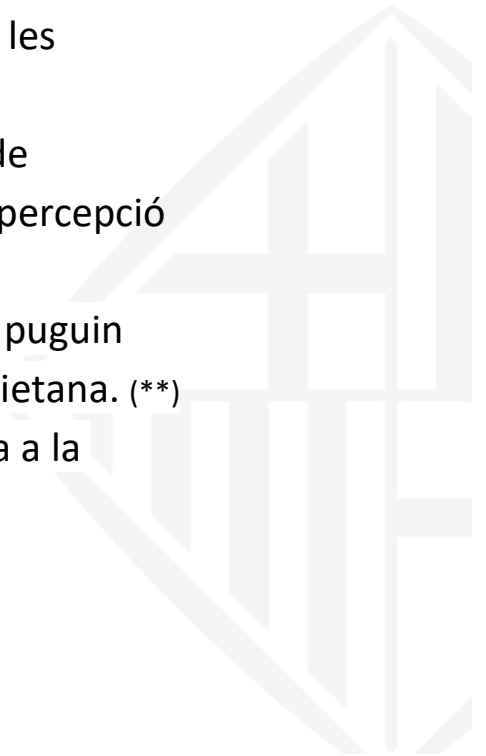 les
de
percepció
puguin
ietana. (**)
a a la